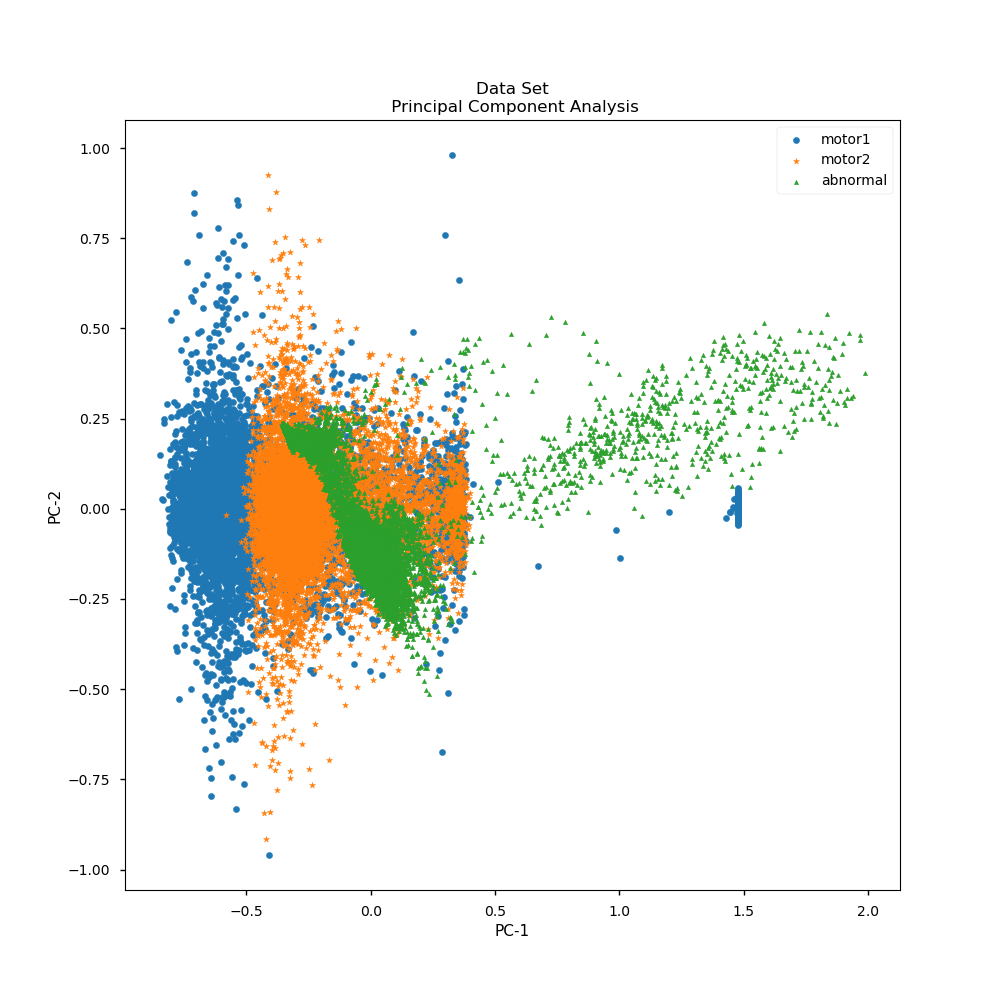 Data Set
Principal Component Analysis
motor1
motor2
abnormal
1.00
0.75
0.50
0.25
0.00
−0.25
−0.50
−0.75
−1.00
PC-2
−0.5
0.0
0.5
1.0
1.5
2.0
PC-1